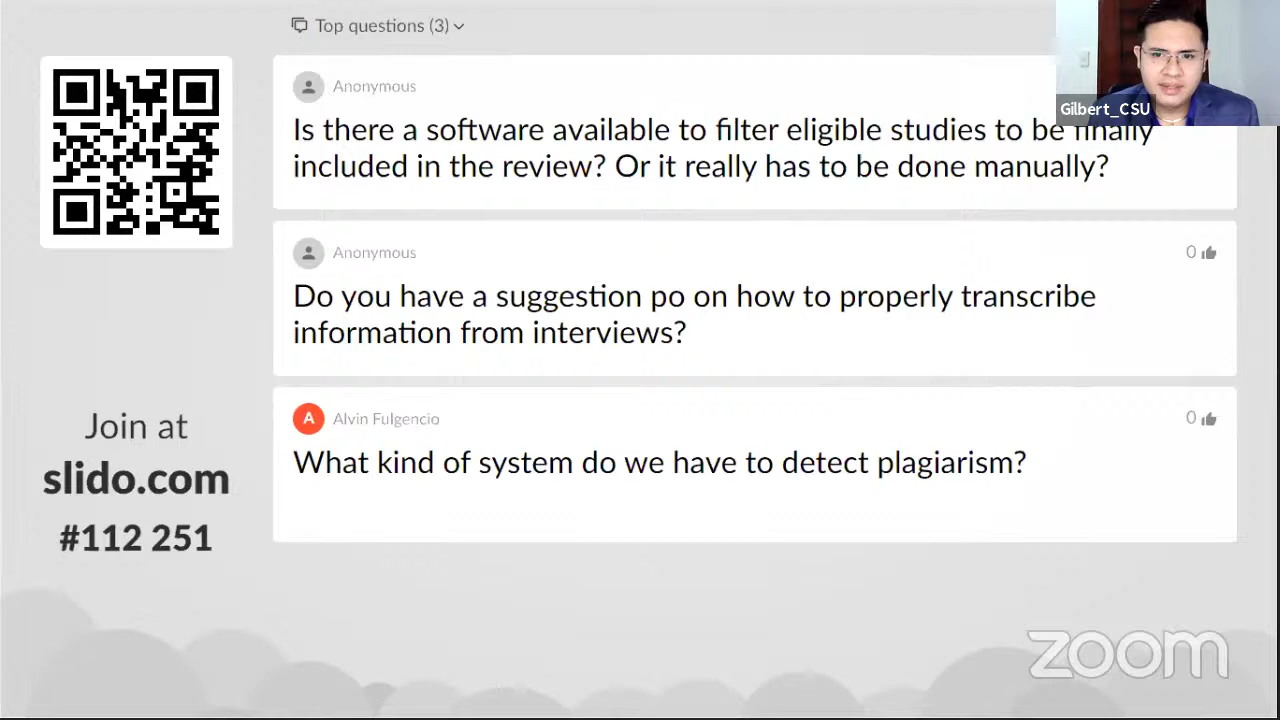 Top questions (3)
Anonymous
Is there a software available to filter eligible studies to be finally
included in the review? Or it really has to be done manually?
Anonymous
0
Do you have a suggestion po on how to properly transcribe
information from interviews?
A
Alvin Fulgencio
0
What kind of system do we have to detect plagiarism?
Join at
slido.com
#112 251
Gilbert_CSU
zoom